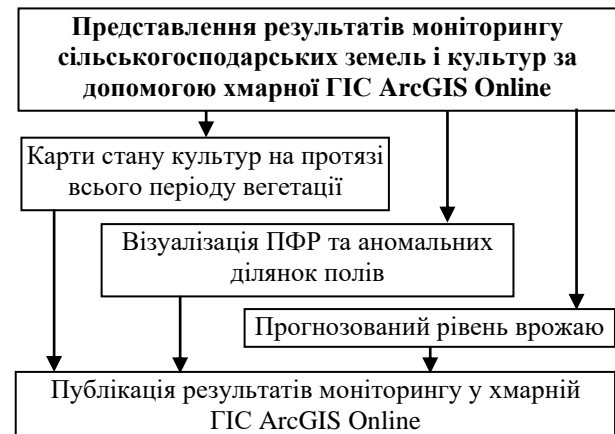 Представлення результатів моніторингу
сільськогосподарських земель і культур за
допомогою хмарної ГІС ArcGIS Online
Карти стану культур на протязі
всього періоду вегетації
Візуалізація ПФР та аномальних
ділянок полів
Прогнозований рівень врожаю
Публікація результатів моніторингу у хмарній
ГІС ArcGIS Online